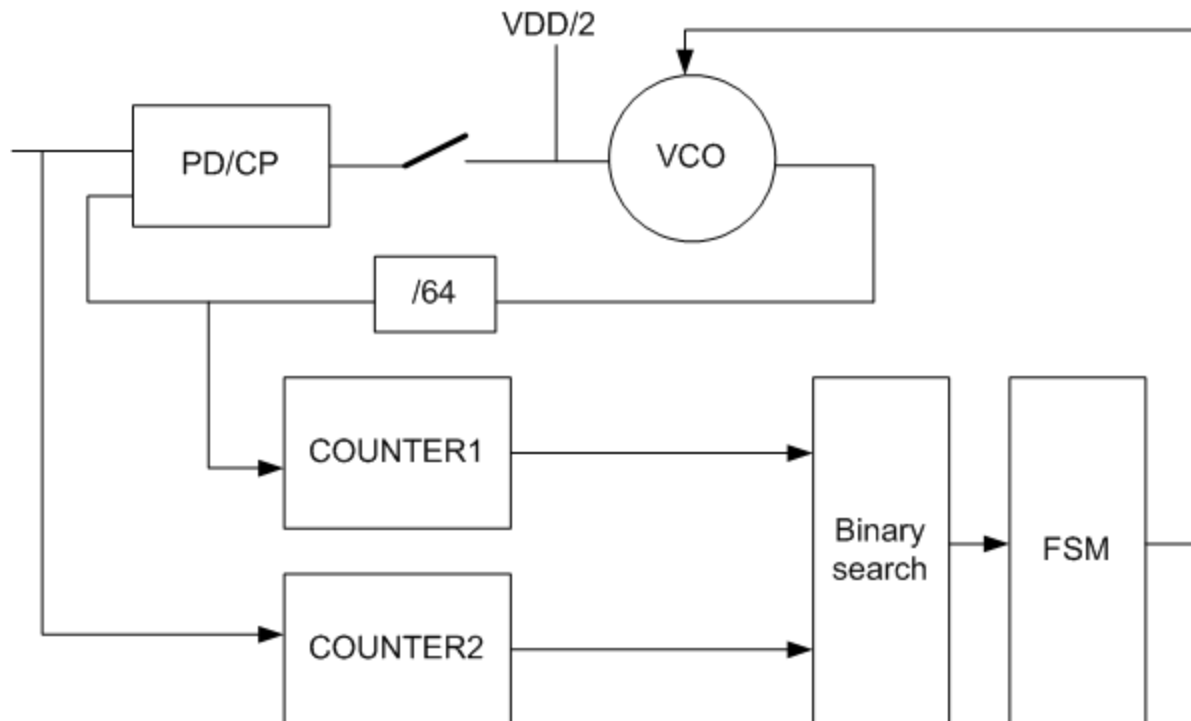 VDD/2
PD/CP
VCO
/64
COUNTER1
Binary
search
FSM
COUNTER2